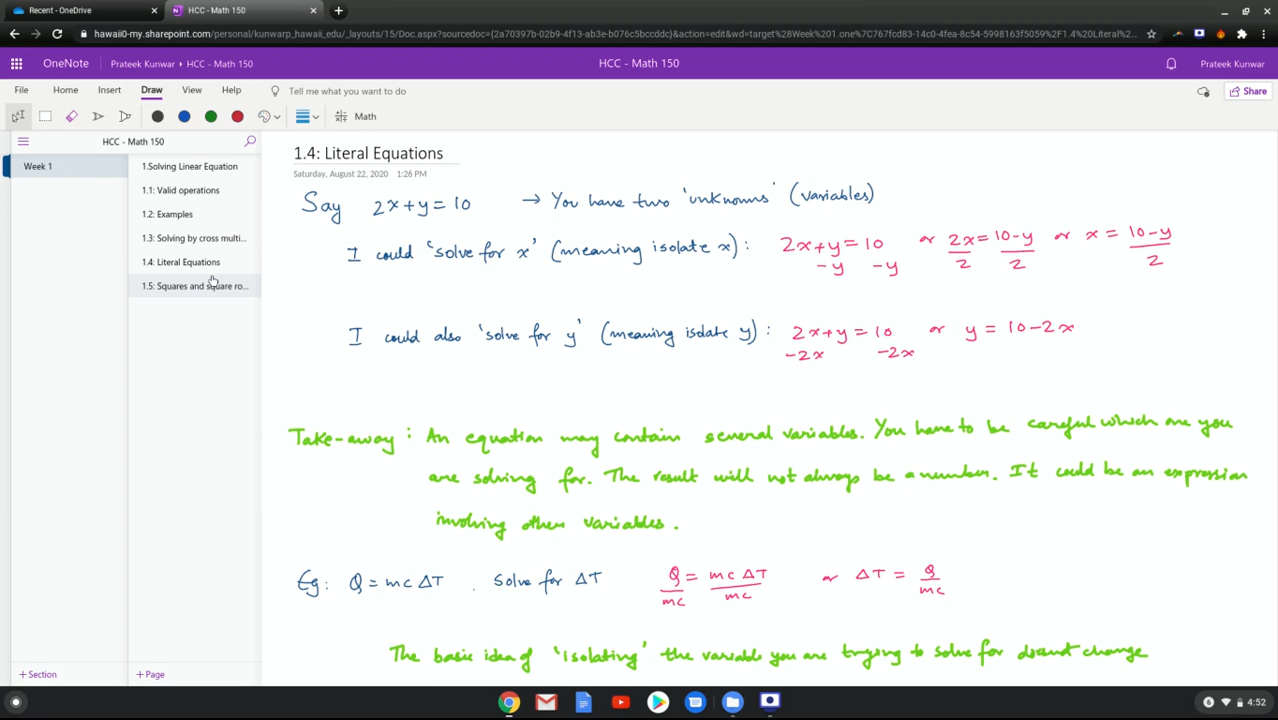 Recent - OneDrive
HCC - Math 150
hawaii0-my.sharepoint.com/personal/kunwarp_hawaii_edu/_layouts/15/Doc.aspx?sourcedoc={2a70397b-02b9-4f13-ab3e-b076c5bccddc}&action=edit&wd=target%28Week%201.one%7C767fcd83-14c0-4fea-8c54-5998163f5059%2F1.4%20Literal%2...
OneNote
Prateek Kunwar › HCC - Math 150
HCC - Math 150
Prateek Kunwar
File Home Insert Draw View Help Tell me what you want to do
Share
Math
HCC - Math 150
Week 1
1.Solving Linear Equation
1.1: Valid operations
1.2: Examples
1.3: Solving by cross multi...
1.4: Literal Equations
1.5: Squares and square ro...
+ Section
+ Page
1.4: Literal Equations
Saturday, August 22, 2020 1:26 PM
Say 2x+y=10 → You have two 'unknowns' (variables)
I could 'solve for x' (meaning isolate x): 2x+y=10 or 2x=10-y or x=10-y
-y -y 2 2 2
I could also 'solve for y' (meaning isolate y): 2x+y=10 or y=10-2x
-2x -2x
Take-away: An equation may contain several variables. You have to be careful which one you
are solving for. The result will not always be a number. It could be an expression
involving other variables.
Eg: Q=mcΔT. Solve for ΔT Q=mcΔT or ΔT=Q
mc mc mc
The basic idea of 'isolating' the variable you are trying to solve for doesnt change
6
4:52